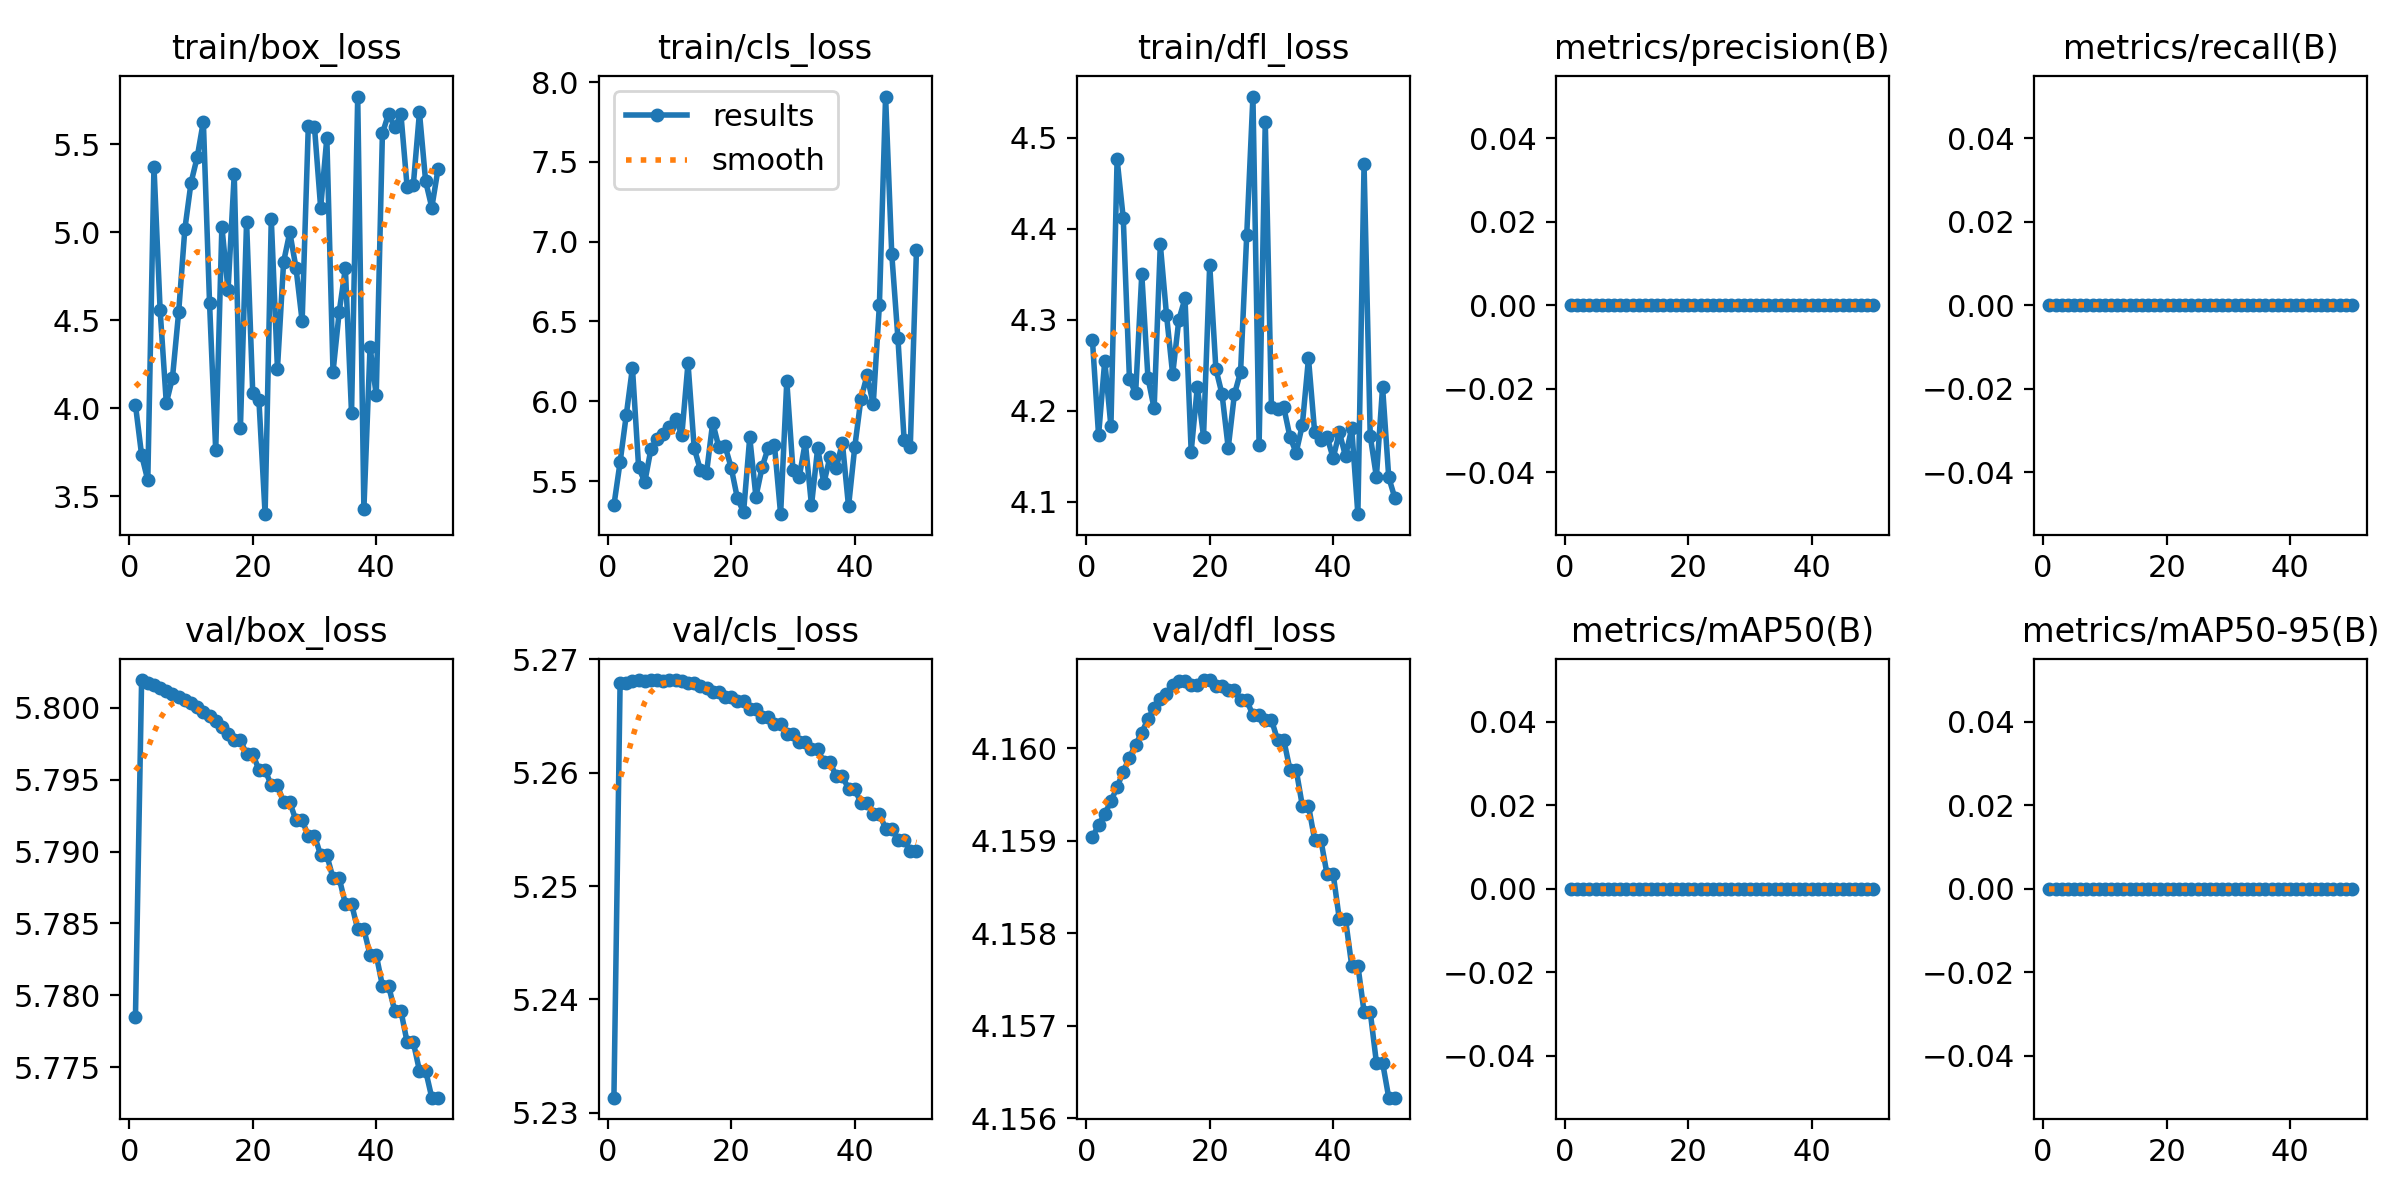 train/box_loss
train/cls_loss
train/dfl_loss
metrics/precision(B)
metrics/recall(B)
5.5
5.0
4.5
4.0
3.5
0 20 40
8.0
7.5
7.0
6.5
6.0
5.5
results
smooth
0 20 40
4.5
4.4
4.3
4.2
4.1
0 20 40
0.04
0.02
0.00
−0.02
−0.04
0 20 40
0.04
0.02
0.00
−0.02
−0.04
0 20 40
val/box_loss
val/cls_loss
val/dfl_loss
metrics/mAP50(B)
metrics/mAP50-95(B)
5.800
5.795
5.790
5.785
5.780
5.775
0 20 40
5.27
5.26
5.25
5.24
5.23
0 20 40
4.160
4.159
4.158
4.157
4.156
0 20 40
0.04
0.02
0.00
−0.02
−0.04
0 20 40
0.04
0.02
0.00
−0.02
−0.04
0 20 40